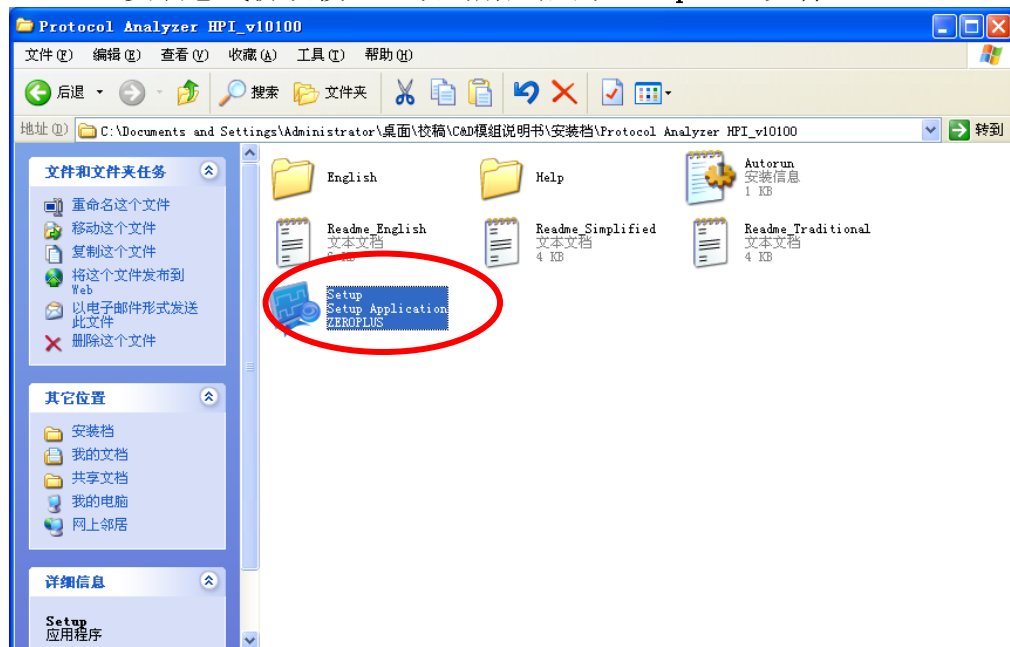 Protocol Analyzer HPI_v10100
文件(F) 编辑(E) 查看(V) 收藏(A) 工具(T) 帮助(H)
后退 搜索 文件夹
地址(D) C:\Documents and Settings\Administrator\桌面\校稿\C&D模组说明书\安装档\Protocol Analyzer HPI_v10100 转到
文件和文件夹任务
重命名这个文件
移动这个文件
复制这个文件
将这个文件发布到
Web
以电子邮件形式发送
此文件
删除这个文件
其它位置
安装档
我的文档
共享文档
我的电脑
网上邻居
详细信息
Setup
应用程序
English
Help
Autorun
安装信息
1 KB
Readme_English
文本文档
KB
Readme_Simplified
文本文档
4 KB
Readme_Traditional
文本文档
4 KB
Setup
Setup Application
ZEROPLUS